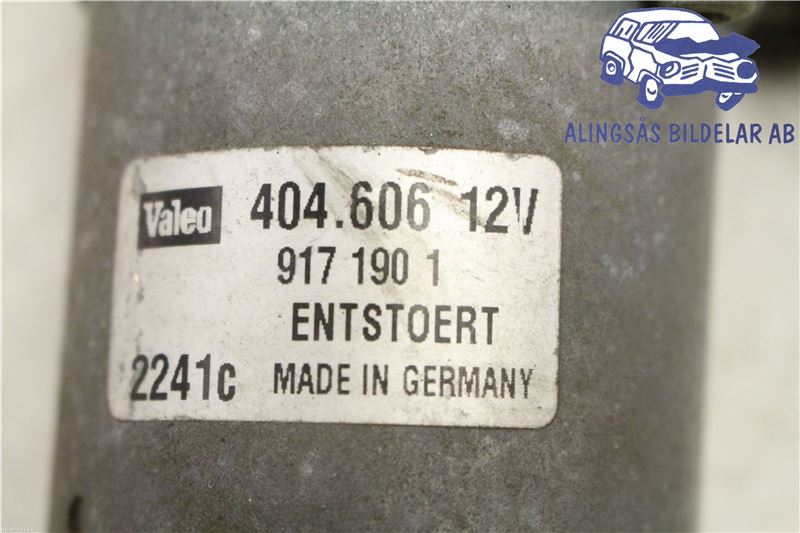 ALINGSÅS BILDELAR AB
Valeo 404.606 12V
917 190 1
ENTSTOERT
2241c MADE IN GERMANY